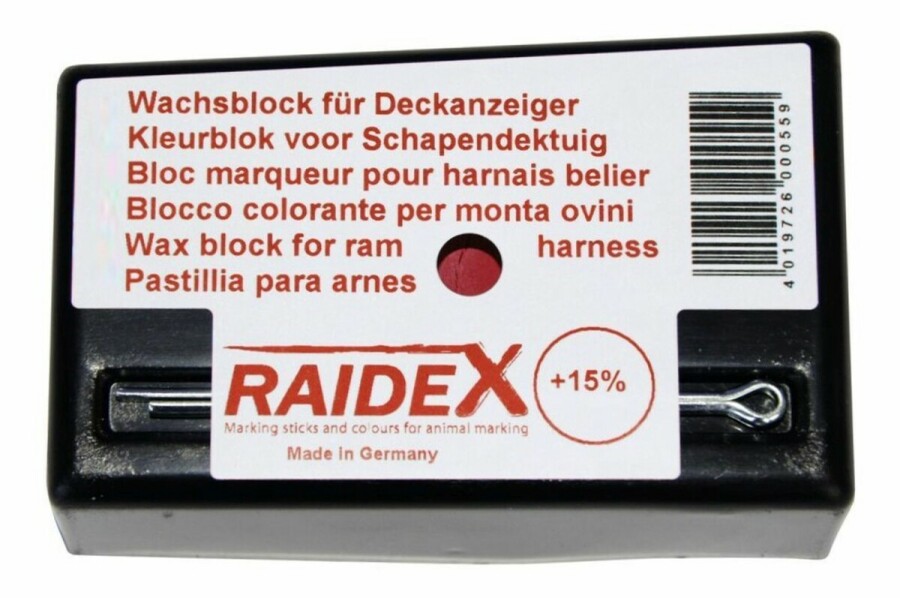 Wachsblock für Deckanzeiger
Kleurblok voor Schapendektuig
Bloc marqueur pour harnais belier
Blocco colorante per monta ovini
Wax block for ram harness
Pastillia para arnes
4 019726 000559
RAIDEX
+15%
Marking sticks and colours for animal marking
Made in Germany